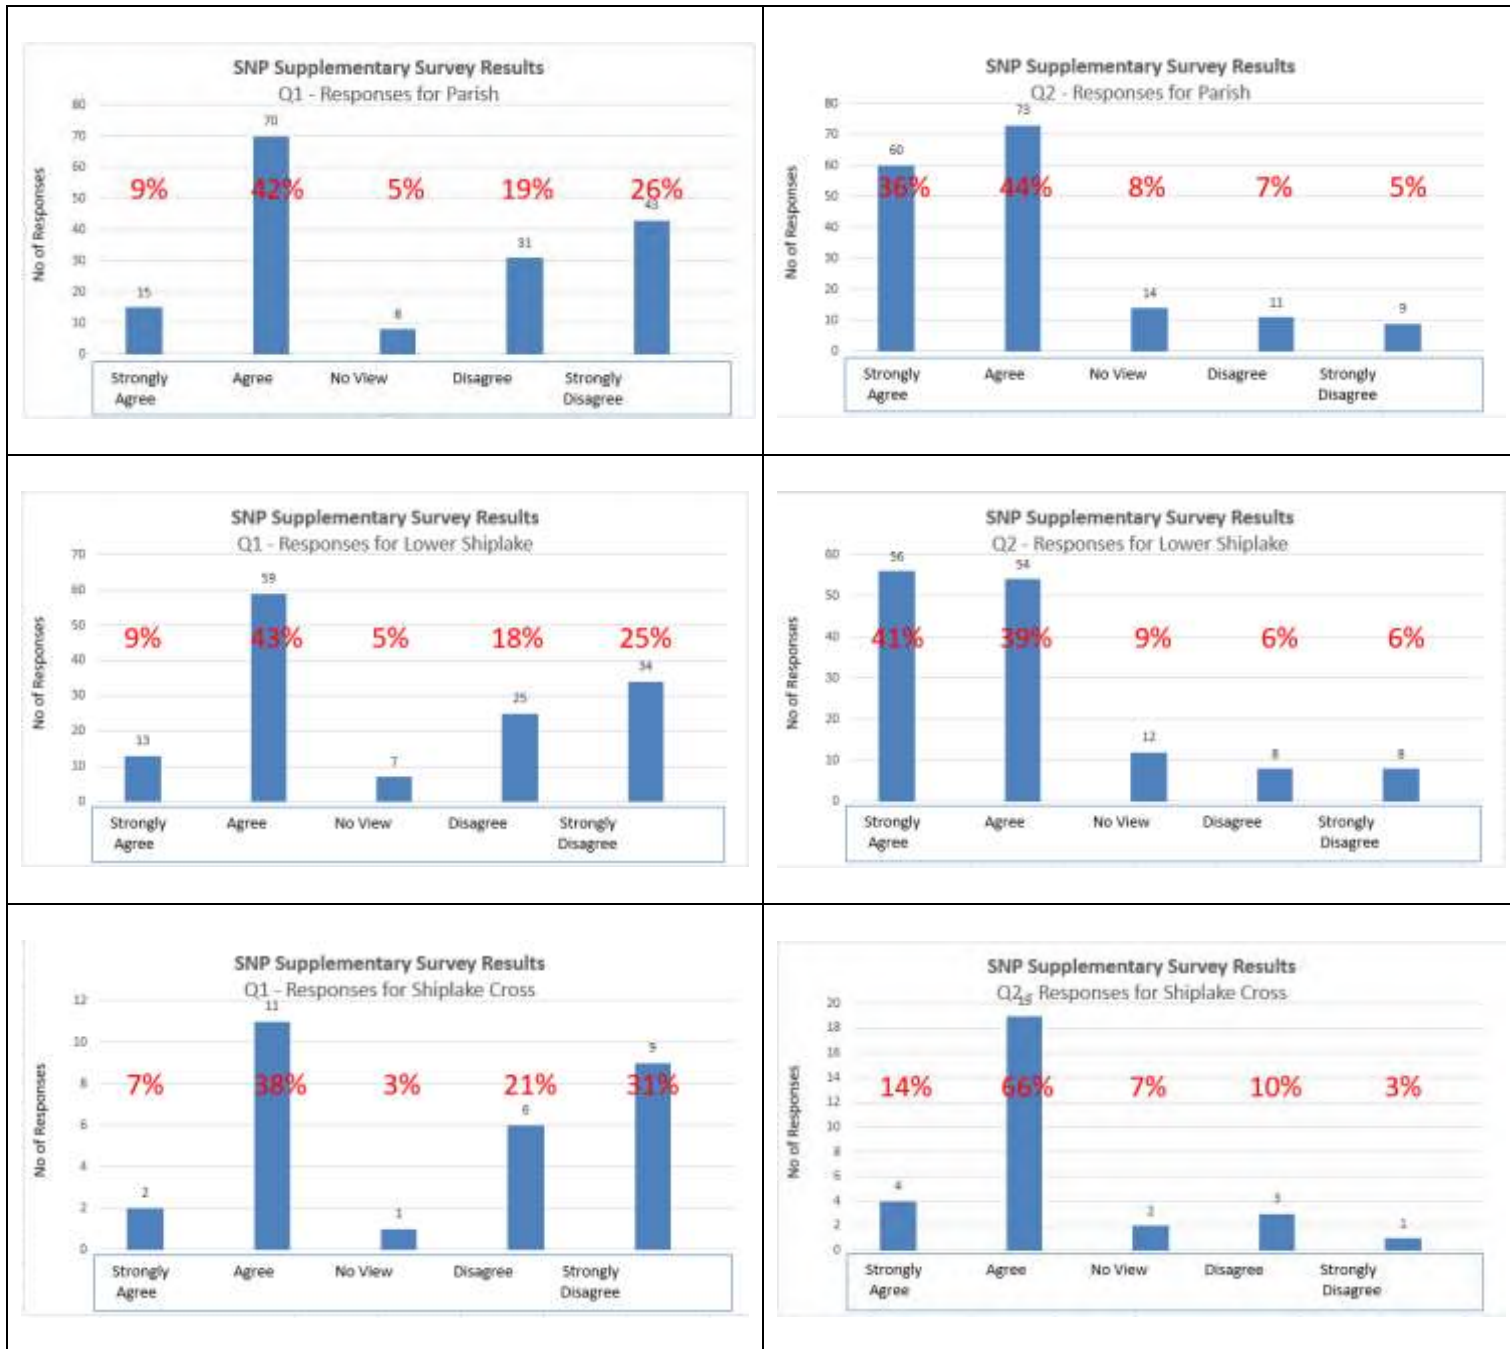 SNP Supplementary Survey Results
Q1 - Responses for Parish
No of Responses
80
70
60
50
40
30
20
10
0
15
70
8
31
43
9% 42% 5% 19% 26%
Strongly Agree No View Disagree Strongly
Agree Disagree
SNP Supplementary Survey Results
Q2 - Responses for Parish
No of Responses
80
70
60
50
40
30
20
10
0
60
73
14
11
9
36% 44% 8% 7% 5%
Strongly Agree No View Disagree Strongly
Agree Disagree
SNP Supplementary Survey Results
Q1 - Responses for Lower Shiplake
No of Responses
70
60
50
40
30
20
10
0
13
59
7
25
34
9% 43% 5% 18% 25%
Strongly Agree No View Disagree Strongly
Agree Disagree
SNP Supplementary Survey Results
Q2 - Responses for Lower Shiplake
No of Responses
60
50
40
30
20
10
0
56
54
12
8
8
41% 39% 9% 6% 6%
Strongly Agree No View Disagree Strongly
Agree Disagree
SNP Supplementary Survey Results
Q1 - Responses for Shiplake Cross
No of Responses
12
10
8
6
4
2
0
2
11
1
6
9
7% 38% 3% 21% 31%
Strongly Agree No View Disagree Strongly
Agree Disagree
SNP Supplementary Survey Results
Q2 - Responses for Shiplake Cross
No of Responses
20
18
16
14
12
10
8
6
4
2
0
4
19
2
3
1
14% 66% 7% 10% 3%
Strongly Agree No View Disagree Strongly
Agree Disagree